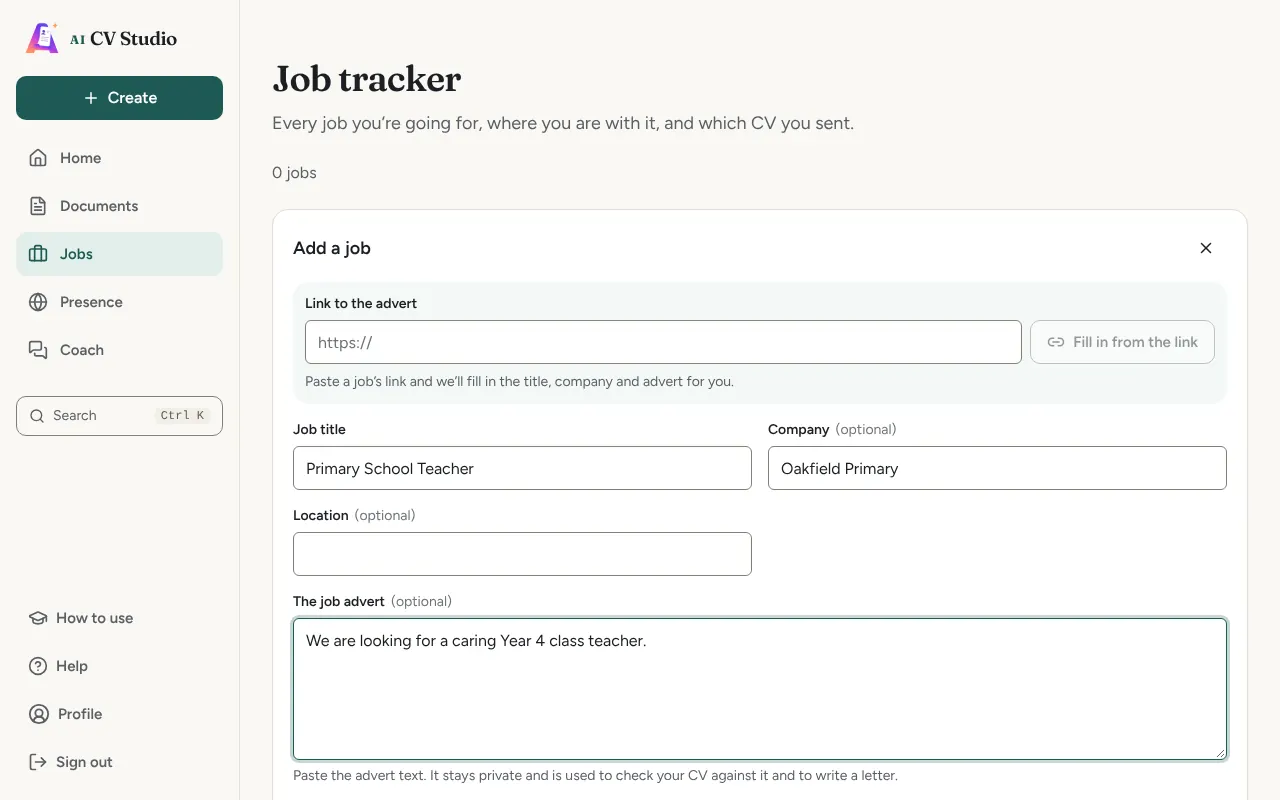 AI CV Studio
Create
Home
Documents
Jobs
Presence
Coach
Search Ctrl K
How to use
Help
Profile
Sign out
Job tracker
Every job you’re going for, where you are with it, and which CV you sent.
0 jobs
Add a job
Link to the advert
https://
Fill in from the link
Paste a job’s link and we’ll fill in the title, company and advert for you.
Job title
Primary School Teacher
Company (optional)
Oakfield Primary
Location (optional)
The job advert (optional)
We are looking for a caring Year 4 class teacher.
Paste the advert text. It stays private and is used to check your CV against it and to write a letter.